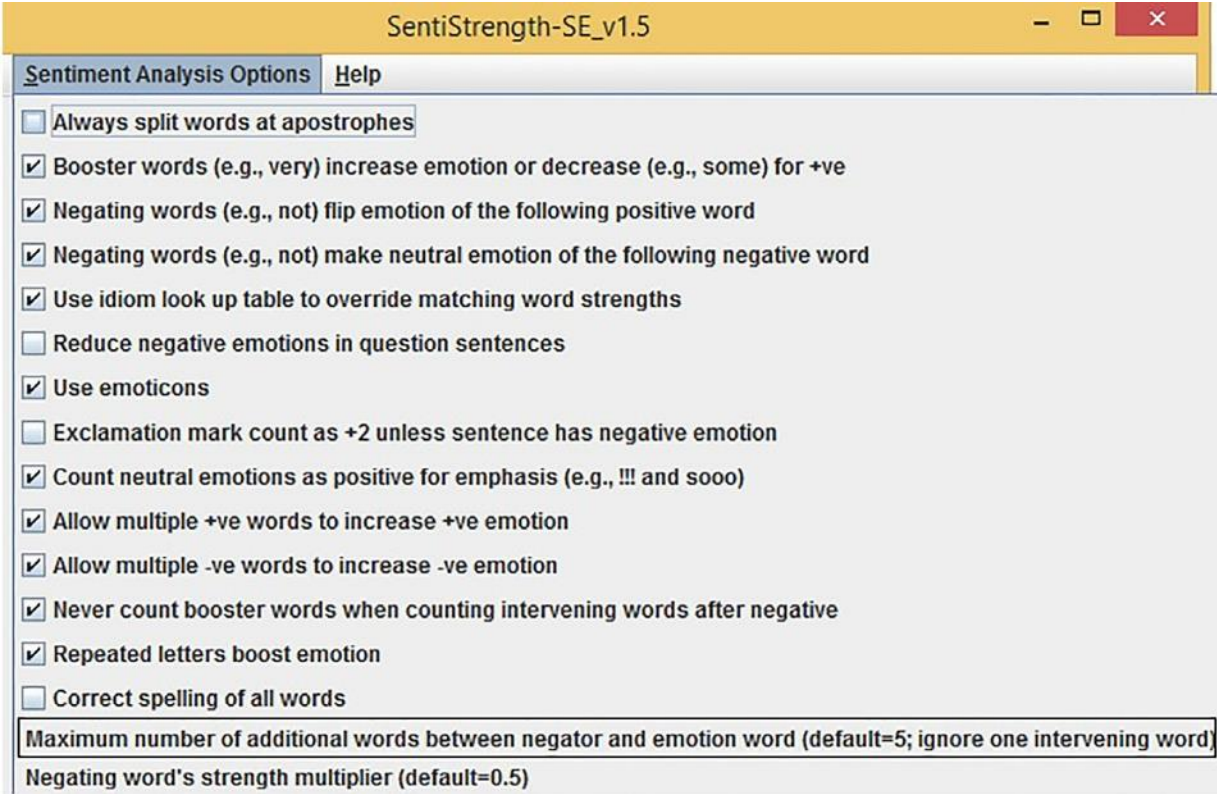 SentiStrength-SE_v1.5
Sentiment Analysis Options Help
Always split words at apostrophes
Booster words (e.g., very) increase emotion or decrease (e.g., some) for +ve
Negating words (e.g., not) flip emotion of the following positive word
Negating words (e.g., not) make neutral emotion of the following negative word
Use idiom look up table to override matching word strengths
Reduce negative emotions in question sentences
Use emoticons
Exclamation mark count as +2 unless sentence has negative emotion
Count neutral emotions as positive for emphasis (e.g., !!! and sooo)
Allow multiple +ve words to increase +ve emotion
Allow multiple -ve words to increase -ve emotion
Never count booster words when counting intervening words after negative
Repeated letters boost emotion
Correct spelling of all words
Maximum number of additional words between negator and emotion word (default=5; ignore one intervening word)
Negating word's strength multiplier (default=0.5)